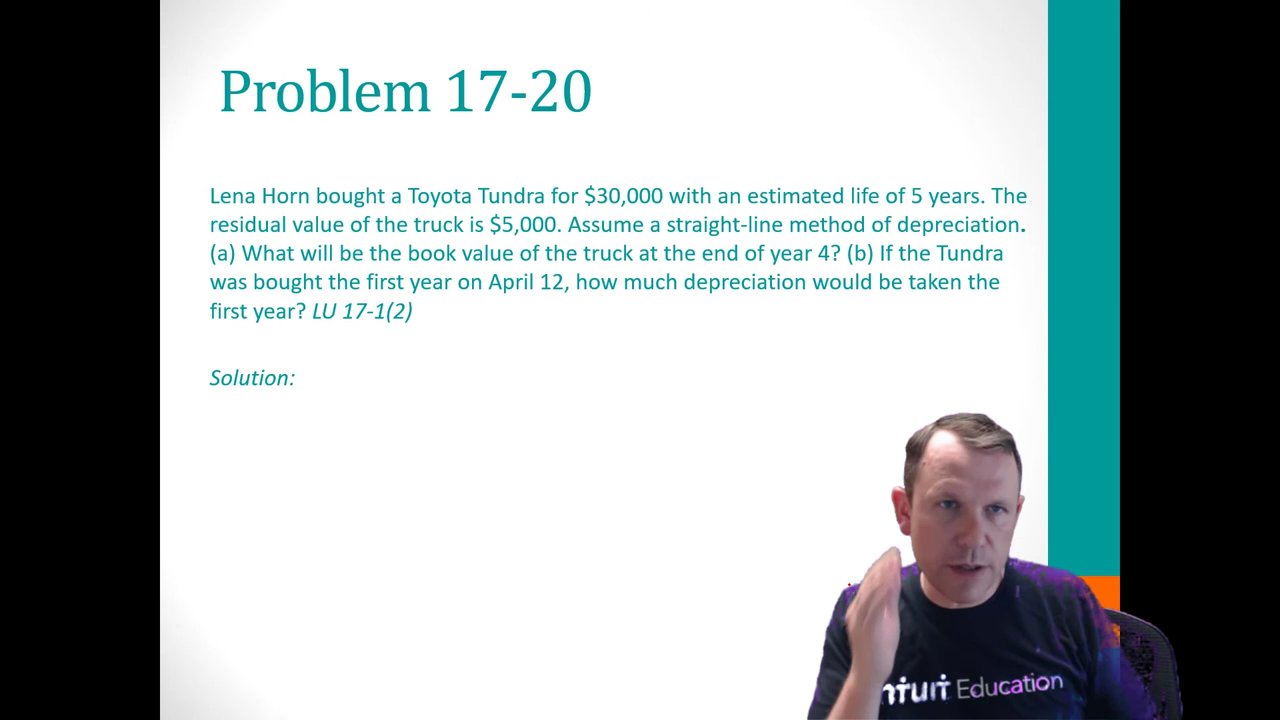 Problem 17-20
Lena Horn bought a Toyota Tundra for $30,000 with an estimated life of 5 years. The
residual value of the truck is $5,000. Assume a straight-line method of depreciation.
(a) What will be the book value of the truck at the end of year 4? (b) If the Tundra
was bought the first year on April 12, how much depreciation would be taken the
first year? LU 17-1(2)
Solution:
Education